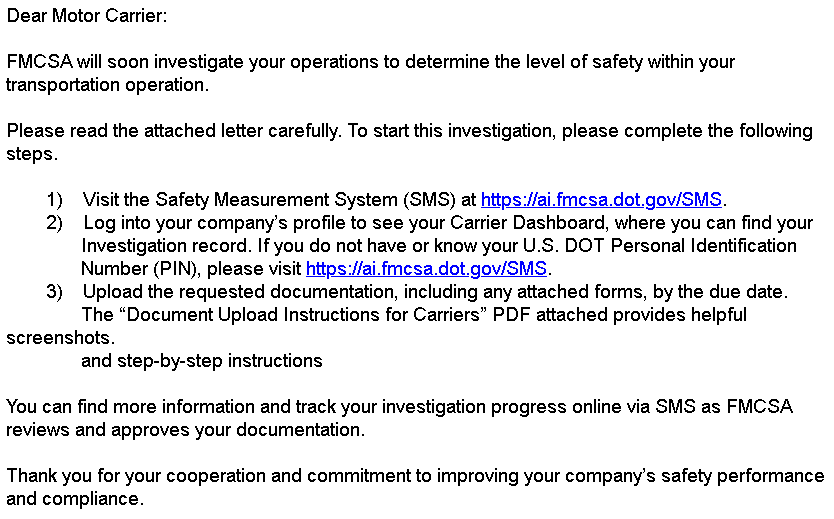 Dear Motor Carrier:
FMCSA will soon investigate your operations to determine the level of safety within your
transportation operation.
Please read the attached letter carefully. To start this investigation, please complete the following
steps.
1) Visit the Safety Measurement System (SMS) at https://ai.fmcsa.dot.gov/SMS.
2) Log into your company’s profile to see your Carrier Dashboard, where you can find your
Investigation record. If you do not have or know your U.S. DOT Personal Identification
Number (PIN), please visit https://ai.fmcsa.dot.gov/SMS.
3) Upload the requested documentation, including any attached forms, by the due date.
The “Document Upload Instructions for Carriers” PDF attached provides helpful
screenshots.
and step-by-step instructions
You can find more information and track your investigation progress online via SMS as FMCSA
reviews and approves your documentation.
Thank you for your cooperation and commitment to improving your company’s safety performance
and compliance.